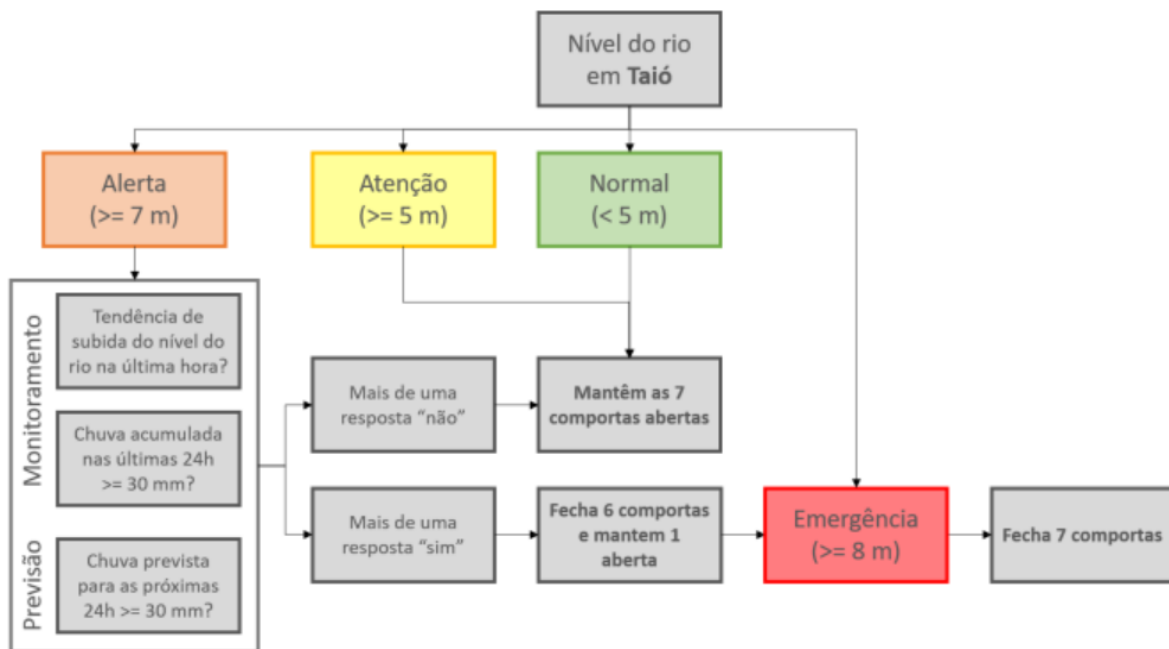 Nível do rio
em Taió
Alerta
(>= 7 m)
Atenção
(>= 5 m)
Normal
(< 5 m)
Monitoramento
Tendência de
subida do nível do
rio na última hora?
Chuva acumulada
nas últimas 24h
>= 30 mm?
Previsão
Chuva prevista
para as próximas
24h >= 30 mm?
Mais de uma
resposta “não”
Mantêm as 7
comportas abertas
Mais de uma
resposta “sim”
Fecha 6 comportas
e mantem 1
aberta
Emergência
(>= 8 m)
Fecha 7 comportas